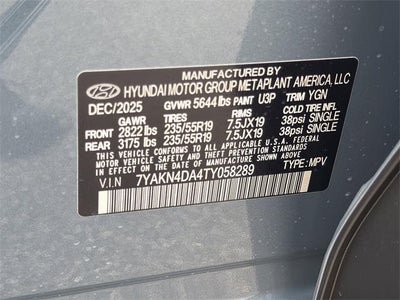 MANUFACTURED BY
HYUNDAI MOTOR GROUP METAPLANT AMERICA, LLC
DEC/2025 GVWR 5644 lbs PAINT U3P TRIM YGN
TIRES RIMS COLD TIRE INFL
FRONT 2822 lbs 235/55R19 7.5JX19 38psi SINGLE
REAR 3175 lbs 235/55R19 7.5JX19 38psi SINGLE
THIS VEHICLE CONFORMS TO ALL APPLICABLE U.S.A. FEDERAL
MOTOR VEHICLE SAFETY, BUMPER,
AND THEFT PREVENTION STANDARDS IN EFFECT ON THE
DATE OF MANUFACTURE SHOWN ABOVE.
V.I.N 7YAKN4DA4TY058289 TYPE: MPV